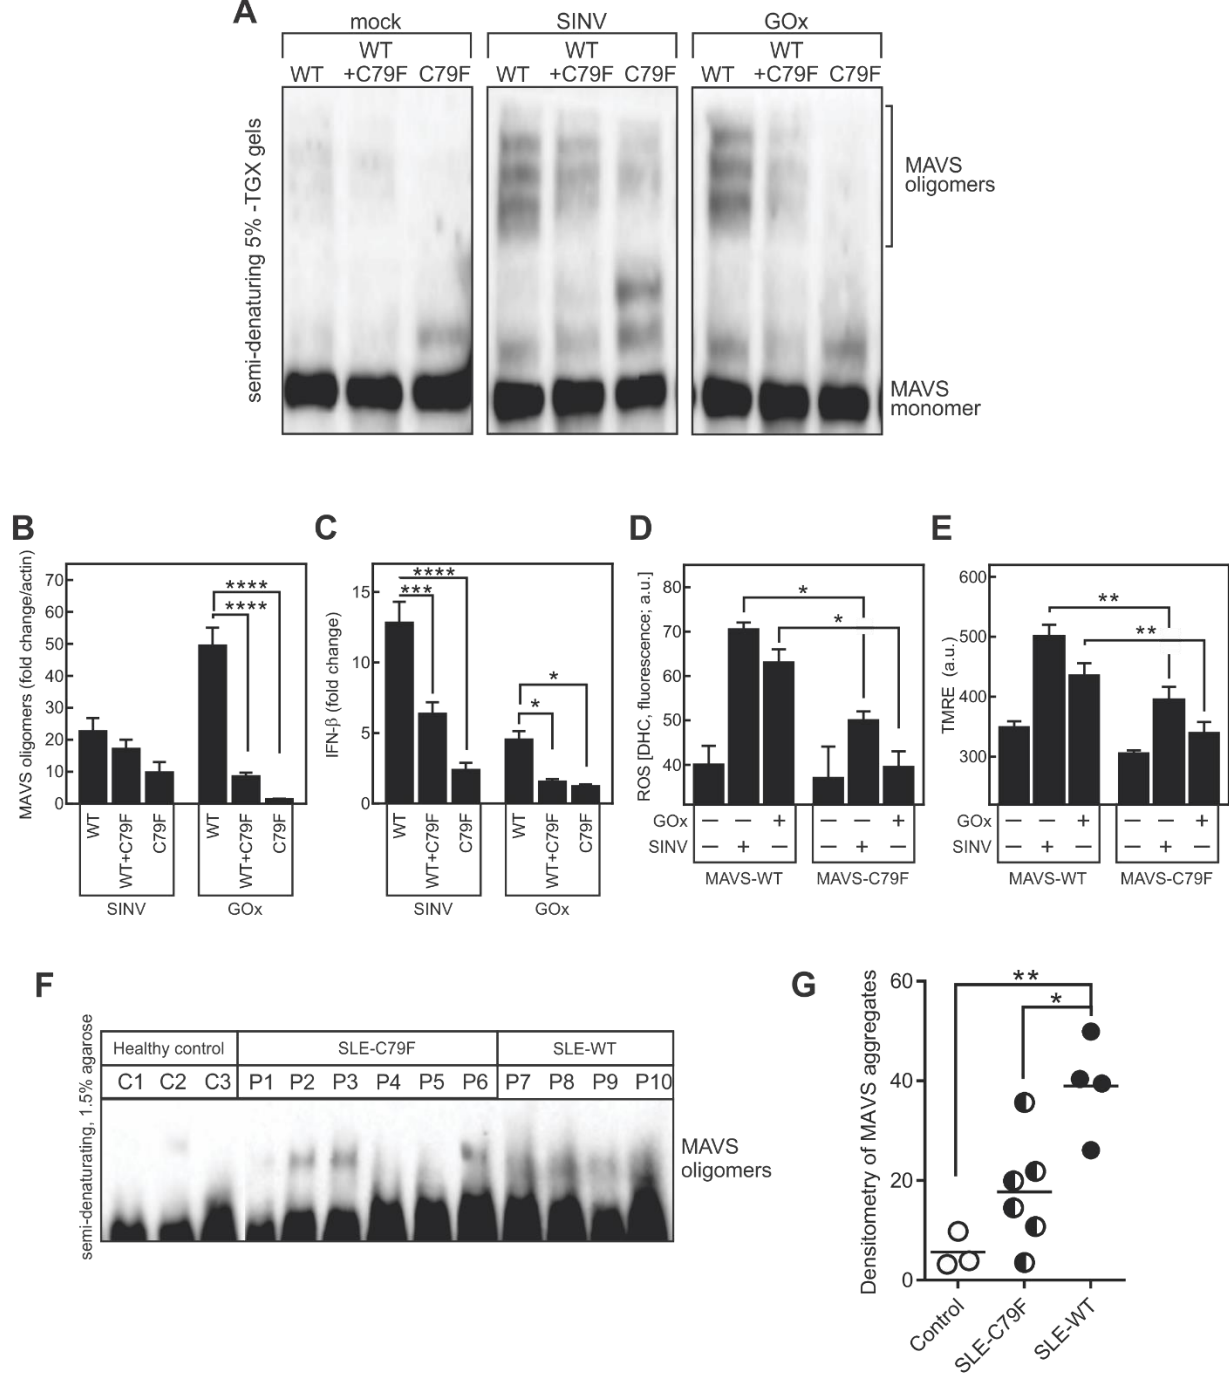 A
mock
SINV
GOx
WT
WT
WT
WT
+C79F
C79F
WT
+C79F
C79F
WT
+C79F
C79F
semi-denaturing 5% -TGX gels
MAVS
oligomers
MAVS
monomer
B
MAVS oligomers (fold change/actin)
70
60
50
40
30
20
10
0
****
****
WT
WT+C79F
C79F
WT
WT+C79F
C79F
SINV
GOx
C
IFN-β (fold change)
15
10
5
0
****
***
*
*
WT
WT+C79F
C79F
WT
WT+C79F
C79F
SINV
GOx
D
ROS [DHC, fluorescence; a.u.]
80
70
60
50
40
*
*
GOx — — + — — +
SINV — + — — + —
MAVS-WT
MAVS-C79F
E
TMRE (a.u.)
600
500
400
300
**
**
GOx — — + — — +
SINV — + — — + —
MAVS-WT
MAVS-C79F
F
semi-denaturating, 1.5% agarose
Healthy control
SLE-C79F
SLE-WT
C1 C2 C3 P1 P2 P3 P4 P5 P6 P7 P8 P9 P10
MAVS
oligomers
G
Densitometry of MAVS aggregates
60
40
20
0
**
*
Control
SLE-C79F
SLE-WT